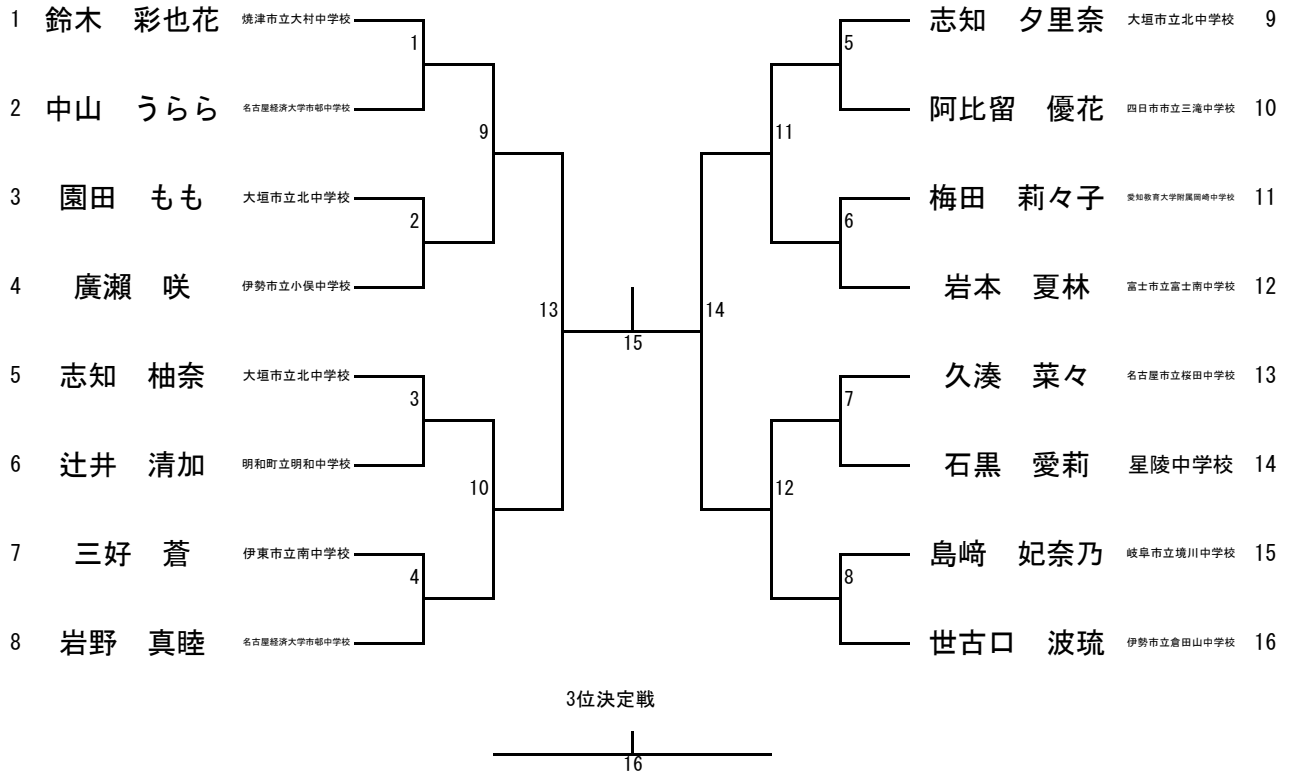 1 鈴木 彩也花 焼津市立大村中学校
志知 夕里奈 大垣市立北中学校 9
1
5
2 中山 うらら 名古屋経済大学市邨中学校
阿比留 優花 四日市市立三滝中学校 10
9
11
3 園田 もも 大垣市立北中学校
梅田 莉々子 愛知教育大学附属岡崎中学校 11
2
6
4 廣瀨 咲 伊勢市立小俣中学校
岩本 夏林 富士市立富士南中学校 12
13
14
15
5 志知 柚奈 大垣市立北中学校
久湊 菜々 名古屋市立桜田中学校 13
3
7
6 辻井 清加 明和町立明和中学校
石黒 愛莉 星陵中学校 14
10
12
7 三好 蒼 伊東市立南中学校
島﨑 妃奈乃 岐阜市立境川中学校 15
4
8
8 岩野 真睦 名古屋経済大学市邨中学校
世古口 波琉 伊勢市立倉田山中学校 16
3位決定戦
16